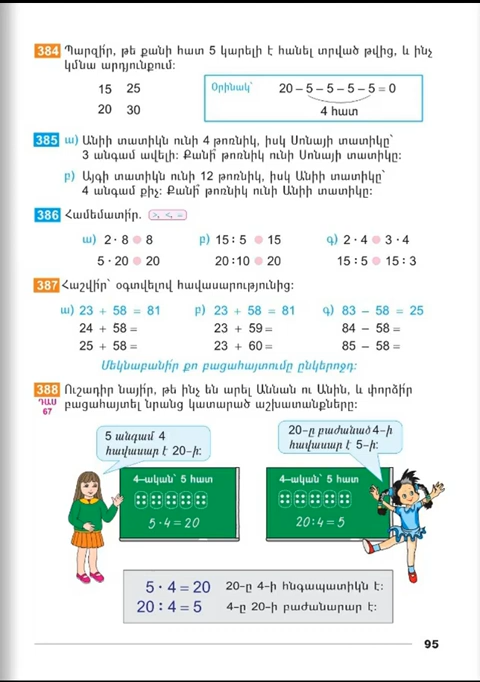 384 Պարզի՛ր, թե քանի հատ 5 կարելի է հանել տրված թվից, և ինչ
կմնա արդյունքում:
15 25
20 30
Օրինակ՝ 20 – 5 – 5 – 5 – 5 = 0
4 հատ
385 ա) Անիի տատիկն ունի 4 թոռնիկ, իսկ Սոնայի տատիկը՝
3 անգամ ավելի: Քանի՞ թոռնիկ ունի Սոնայի տատիկը:
բ) Այգի տատիկն ունի 12 թոռնիկ, իսկ Անիի տատիկը՝
4 անգամ քիչ: Քանի՞ թոռնիկ ունի Անիի տատիկը:
386 Համեմատի՛ր. >, <, =
ա) 2 · 8 8 բ) 15 : 5 15 գ) 2 · 4 3 · 4
5 · 20 20 20 : 10 20 15 : 5 15 : 3
387 Հաշվի՛ր՝ օգտվելով հավասարությունից:
ա) 23 + 58 = 81 բ) 23 + 58 = 81 գ) 83 – 58 = 25
24 + 58 = 23 + 59 = 84 – 58 =
25 + 58 = 23 + 60 = 85 – 58 =
Մեկնաբանի՛ր քո բացահայտումը ընկերոջդ:
388 Ուշադիր նայի՛ր, թե ինչ են արել Աննան ու Անին, և փորձի՛ր
ԴԱՍ 67 բացահայտել նրանց կատարած աշխատանքները:
5 անգամ 4
հավասար է 20-ի:
20-ը բաժանած 4-ի
հավասար է 5-ի:
4–ական՝ 5 հատ
5 · 4 = 20
4–ական՝ 5 հատ
20 : 4 = 5
5 · 4 = 20 20-ը 4-ի հնգապատիկն է:
20 : 4 = 5 4-ը 20-ի բաժանարար է:
95